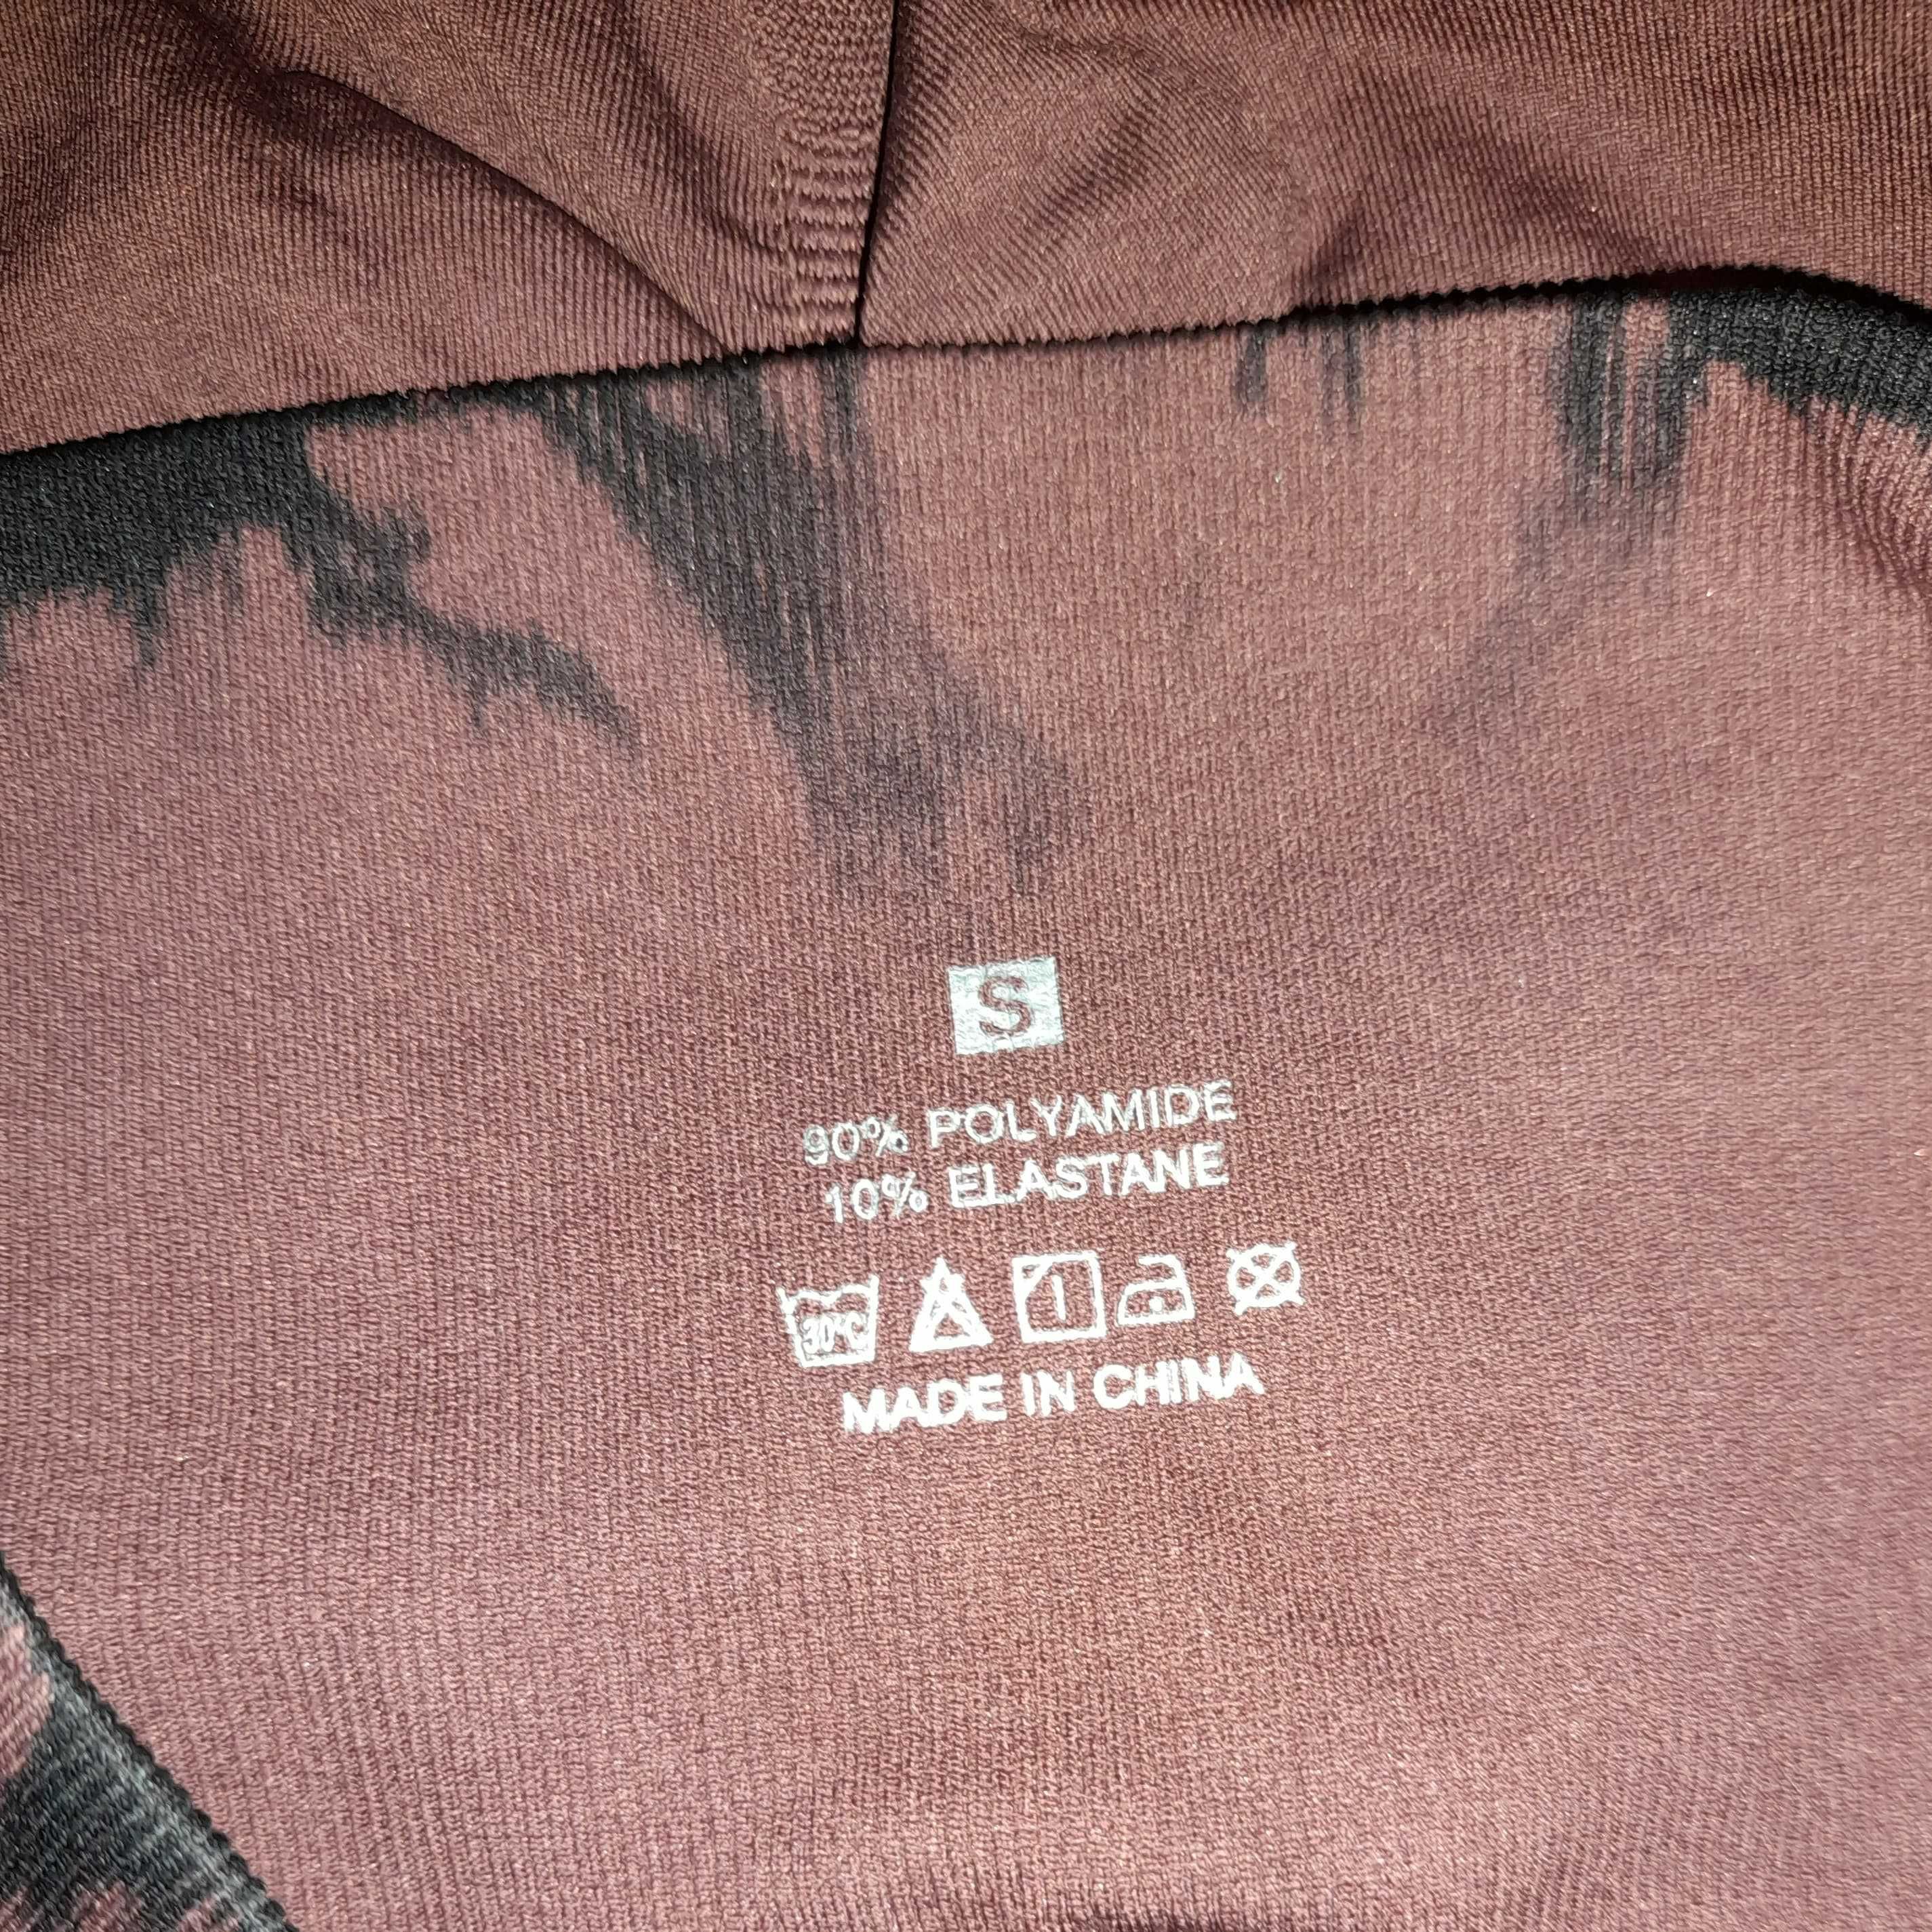 S
90% POLYAMIDE
10% ELASTANE
30°C
MADE IN CHINA